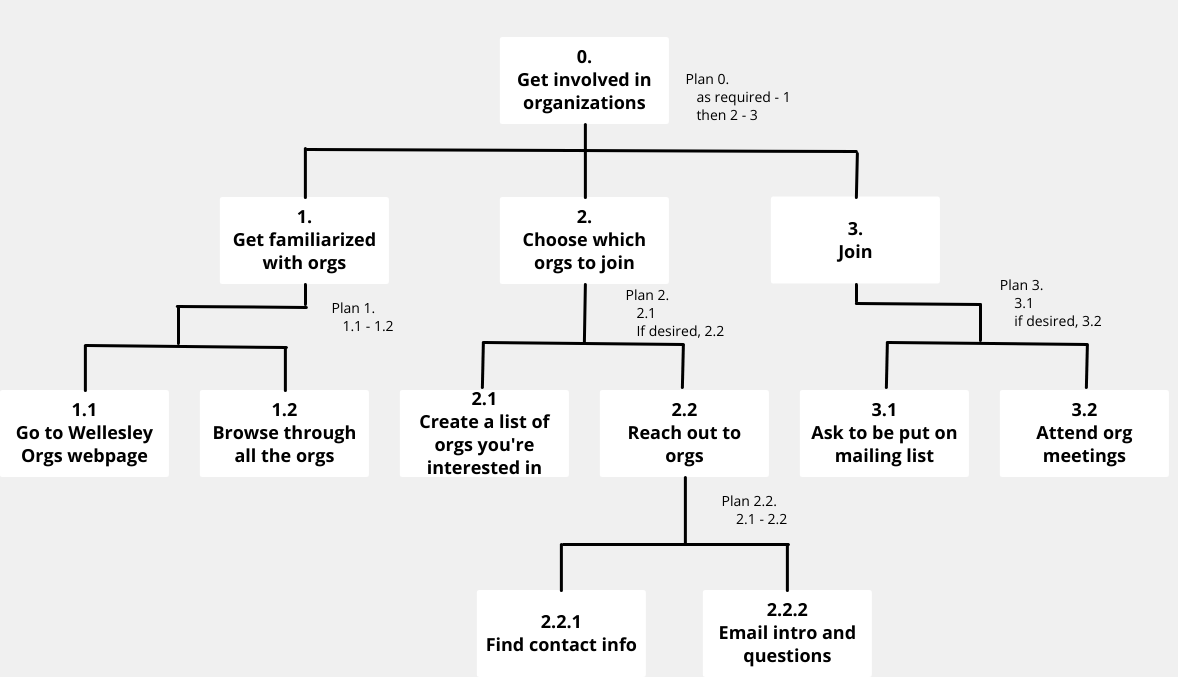 0.
Get involved in
organizations
Plan 0.
as required - 1
then 2 - 3
1.
Get familiarized
with orgs
2.
Choose which
orgs to join
3.
Join
Plan 1.
1.1 - 1.2
Plan 2.
2.1
If desired, 2.2
Plan 3.
3.1
if desired, 3.2
1.1
Go to Wellesley
Orgs webpage
1.2
Browse through
all the orgs
2.1
Create a list of
orgs you're
interested in
2.2
Reach out to
orgs
3.1
Ask to be put on
mailing list
3.2
Attend org
meetings
Plan 2.2.
2.1 - 2.2
2.2.1
Find contact info
2.2.2
Email intro and
questions